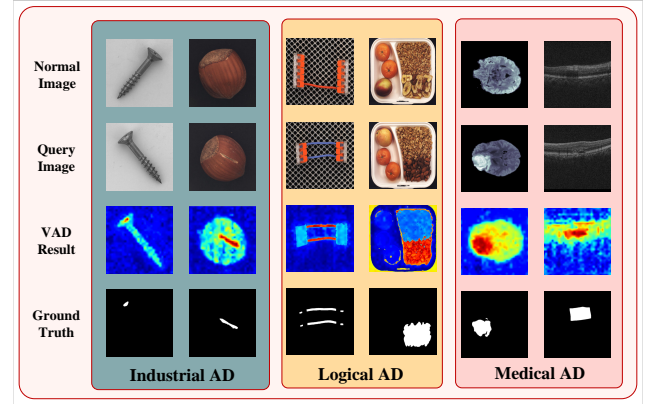 Normal
Image
Query
Image
VAD
Result
Ground
Truth
Industrial AD
Logical AD
Medical AD